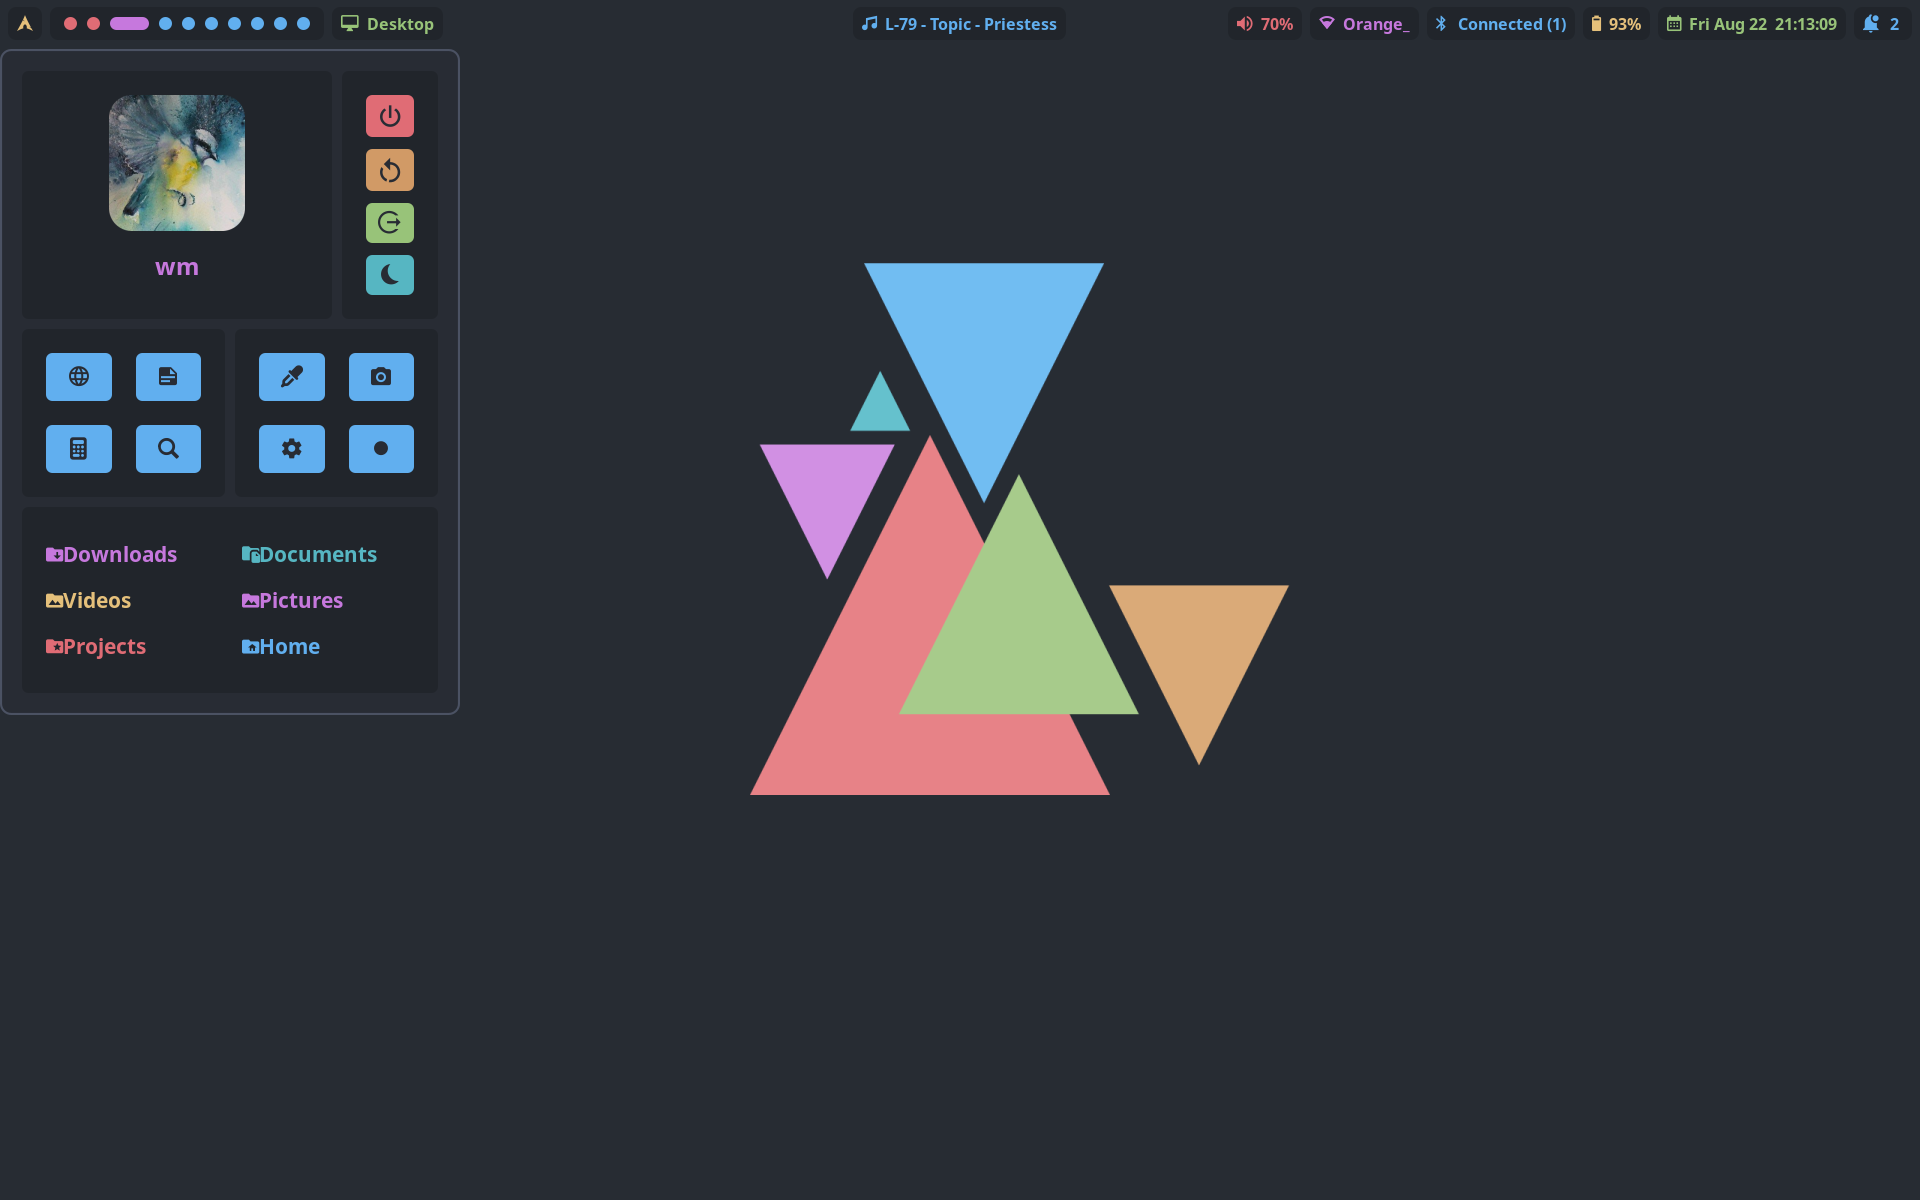 Desktop
L-79 - Topic - Priestess
70%
Orange_
Connected (1)
93%
Fri Aug 22 21:13:09
2
wm
Downloads
Documents
Videos
Pictures
Projects
Home